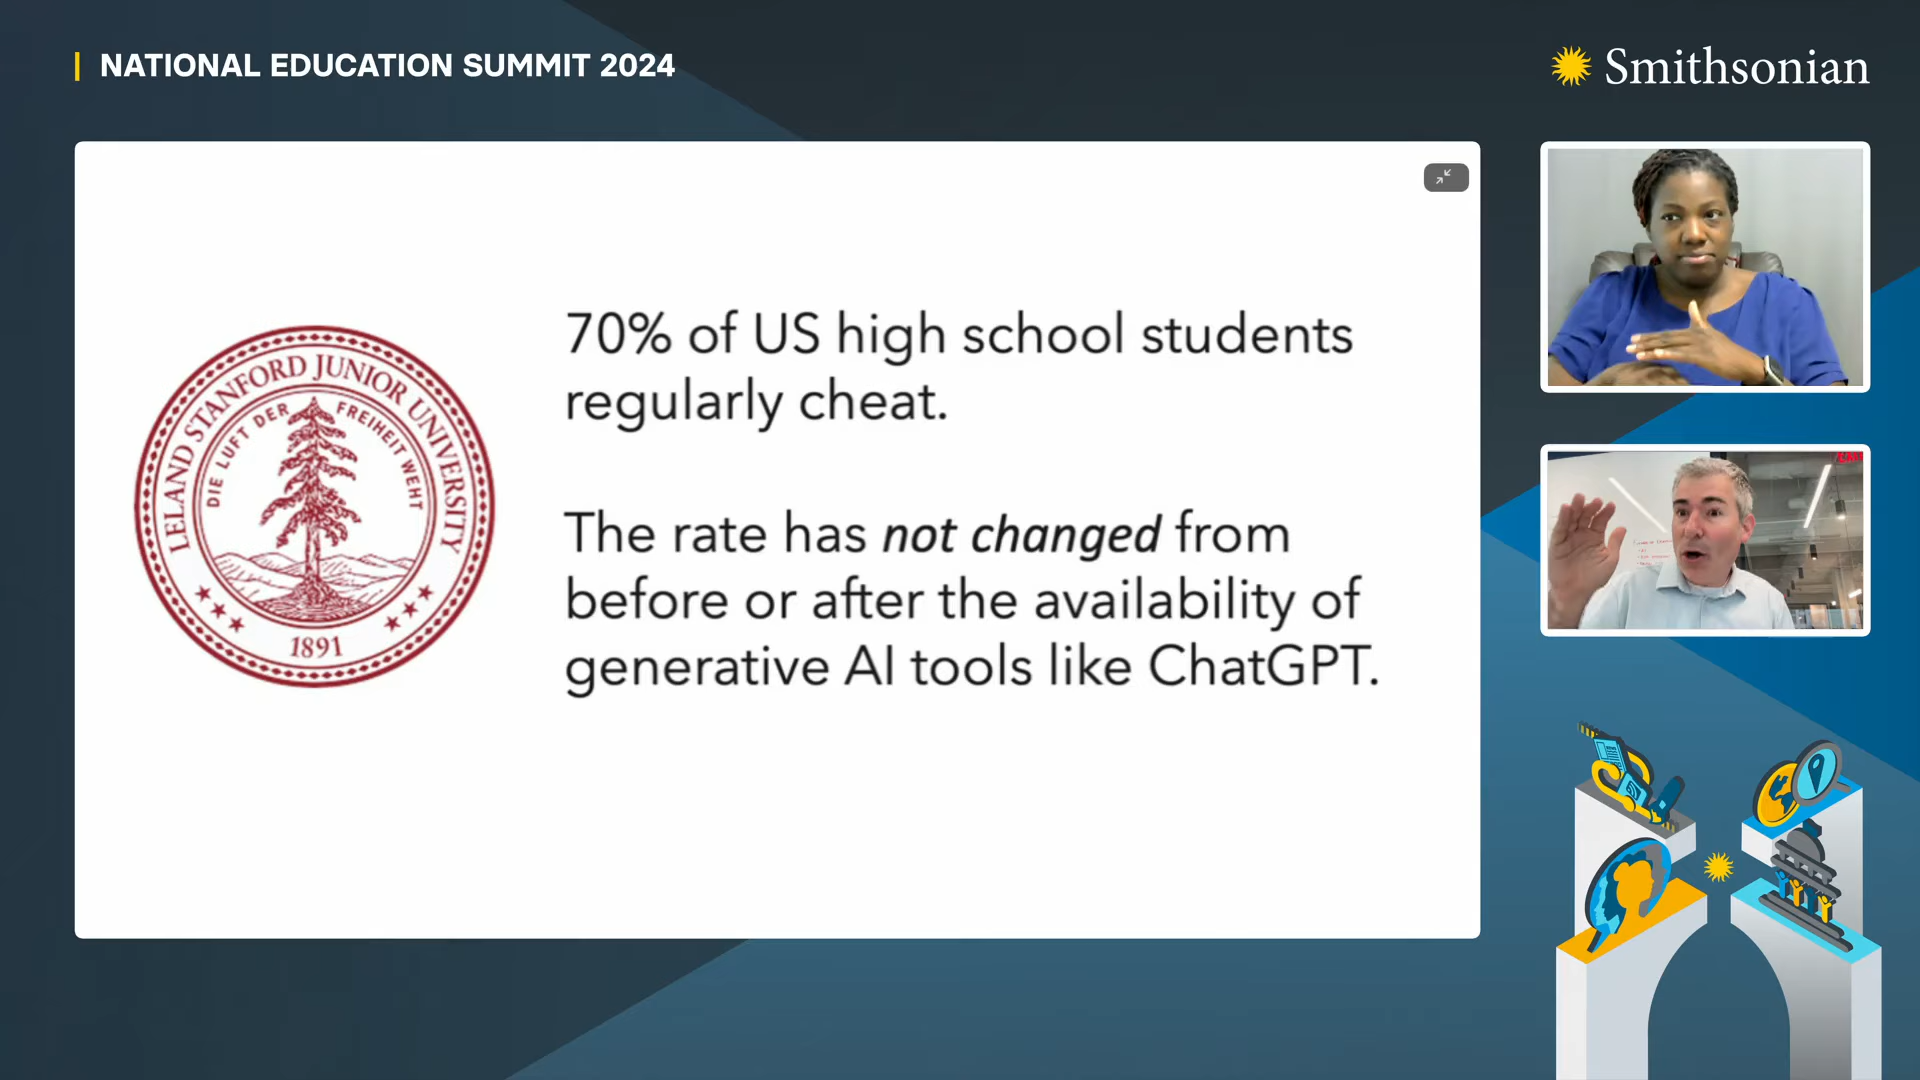 NATIONAL EDUCATION SUMMIT 2024
Smithsonian
LELAND STANFORD JUNIOR UNIVERSITY
DIE LUFT DER FREIHEIT WEHT
1891
70% of US high school students
regularly cheat.
The rate has not changed from
before or after the availability of
generative AI tools like ChatGPT.